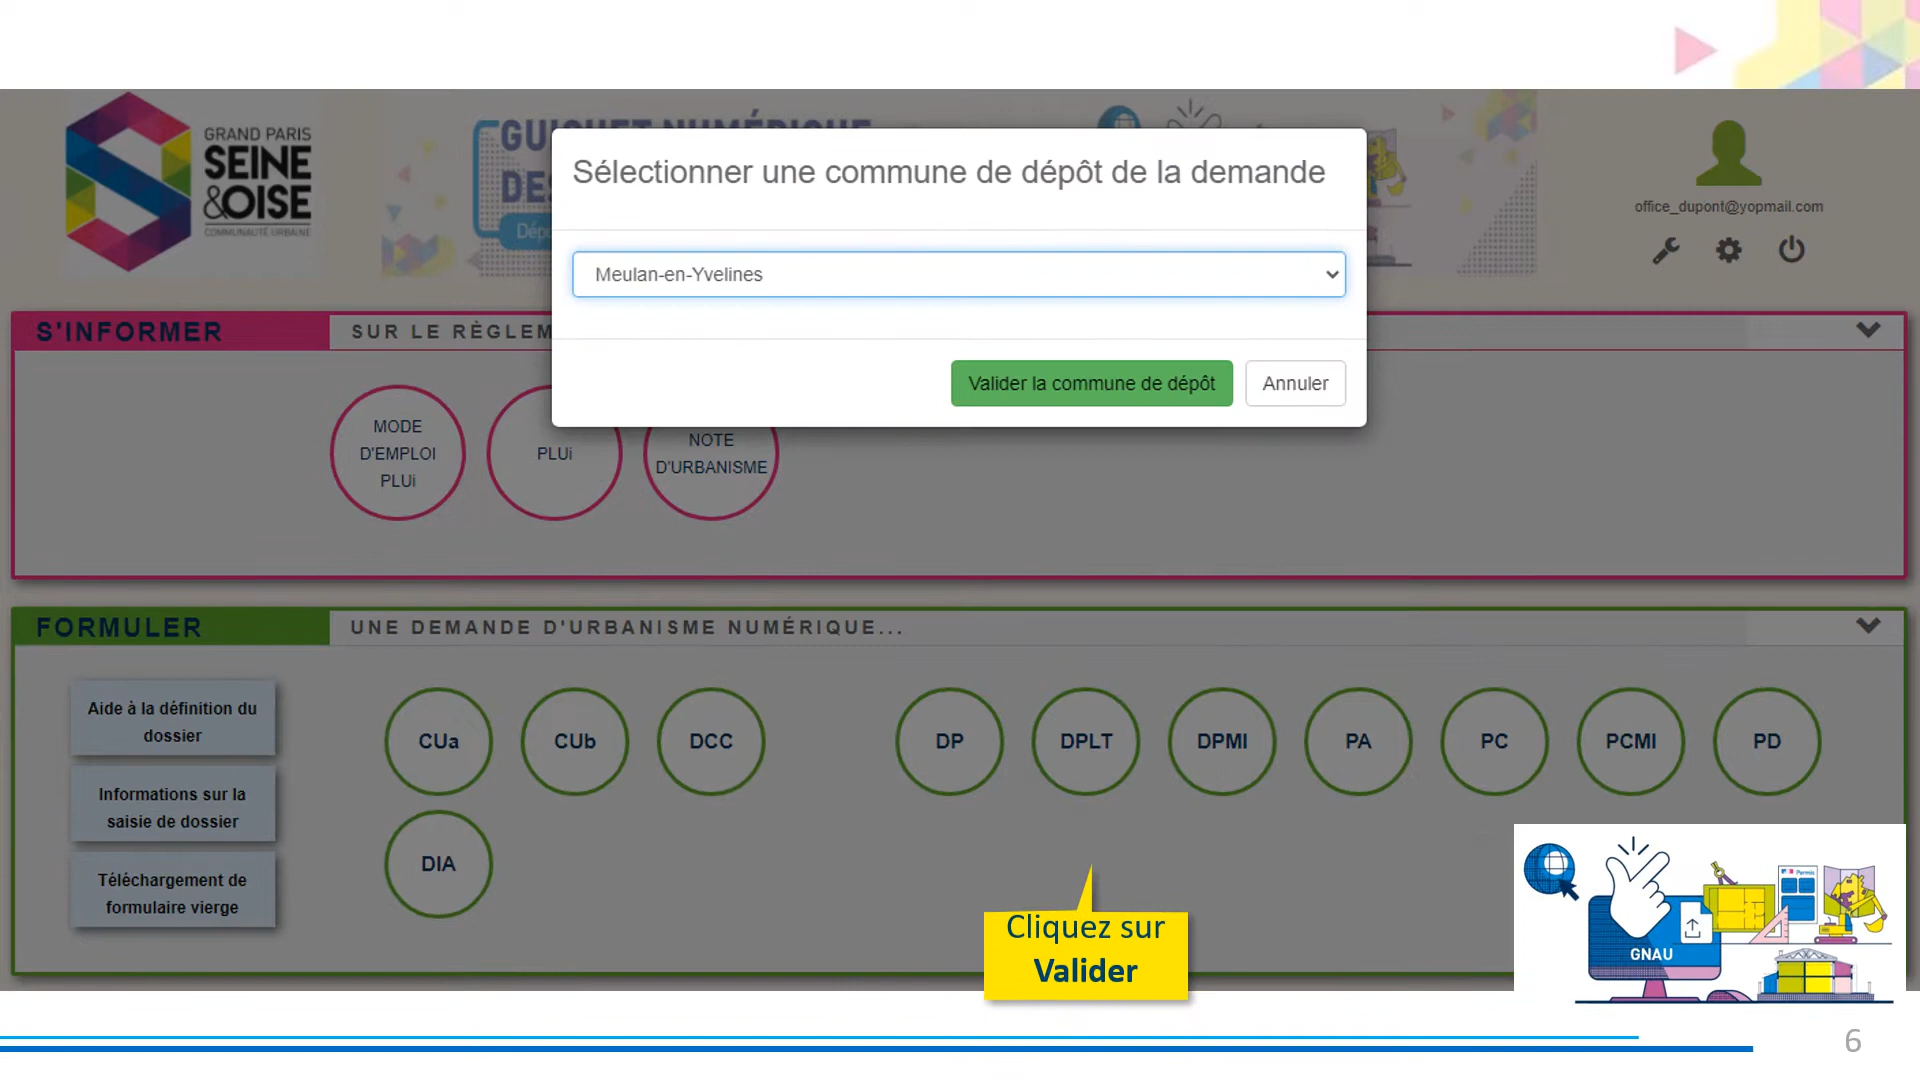 GRAND PARIS
SEINE
&OISE
COMMUNAUTÉ URBAINE
Sélectionner une commune de dépôt de la demande
office_dupont@yopmail.com
Meulan-en-Yvelines
Valider la commune de dépôt
Annuler
S'INFORMER
SUR LE RÈGLEM
MODE
D'EMPLOI
PLUi
PLUi
NOTE
D'URBANISME
FORMULER
UNE DEMANDE D'URBANISME NUMÉRIQUE...
Aide à la définition du
dossier
Informations sur la
saisie de dossier
Téléchargement de
formulaire vierge
CUa
CUb
DCC
DP
DPLT
DPMI
PA
PC
PCMI
PD
DIA
Cliquez sur
Valider
Permis
GNAU
6